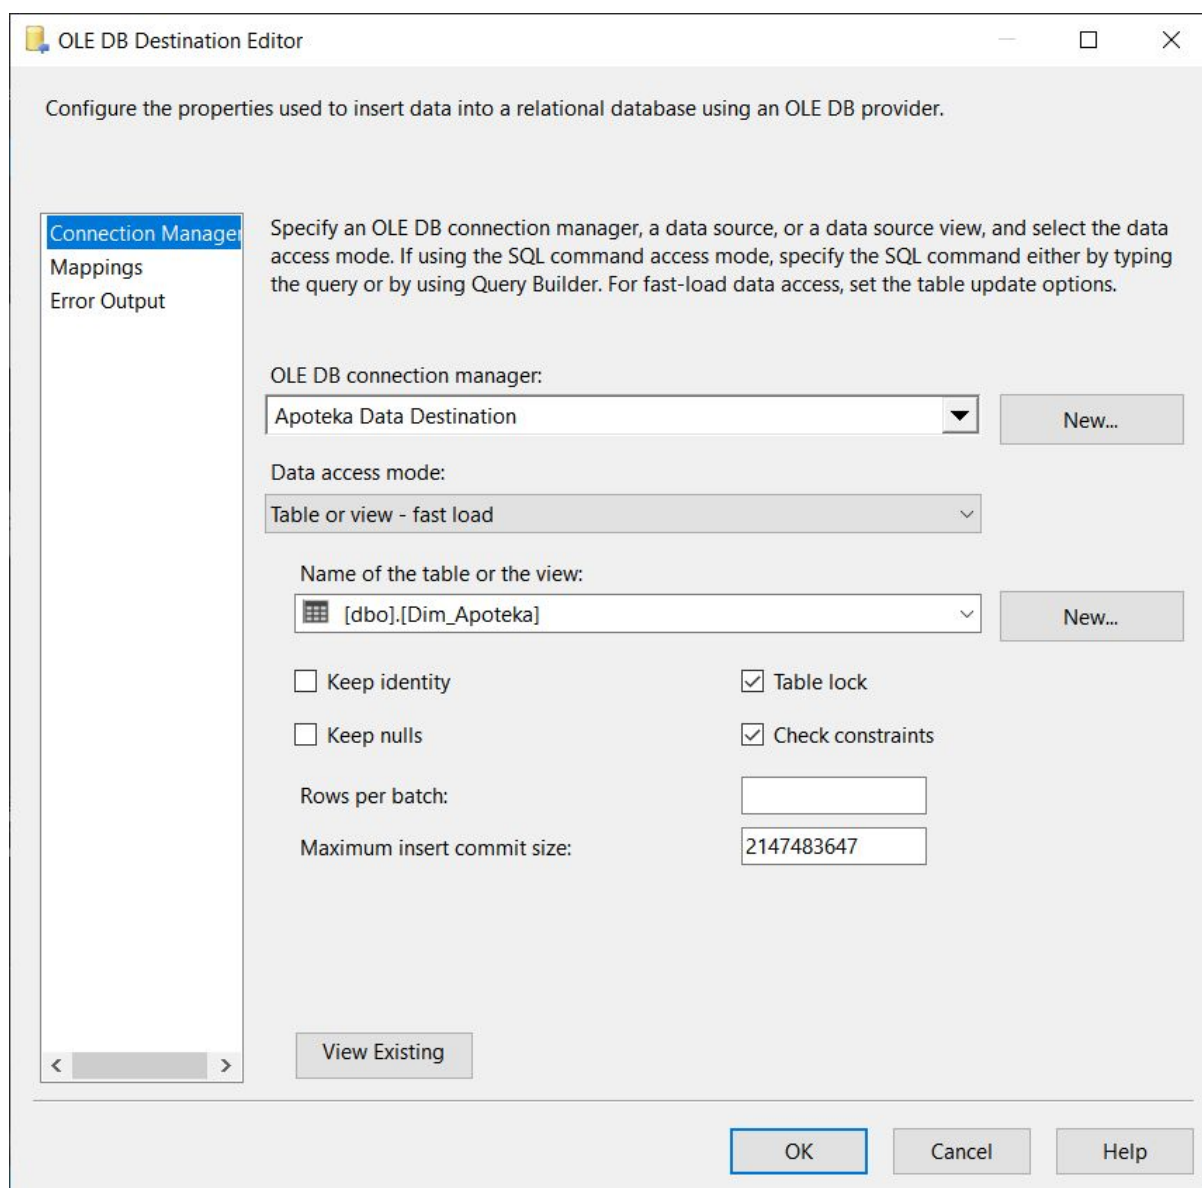 OLE DB Destination Editor
Configure the properties used to insert data into a relational database using an OLE DB provider.
Connection Manager
Mappings
Error Output
Specify an OLE DB connection manager, a data source, or a data source view, and select the data
access mode. If using the SQL command access mode, specify the SQL command either by typing
the query or by using Query Builder. For fast-load data access, set the table update options.
OLE DB connection manager:
Apoteka Data Destination
New...
Data access mode:
Table or view - fast load
Name of the table or the view:
[dbo].[Dim_Apoteka]
New...
Keep identity
Table lock
Keep nulls
Check constraints
Rows per batch:
Maximum insert commit size:
2147483647
View Existing
OK
Cancel
Help